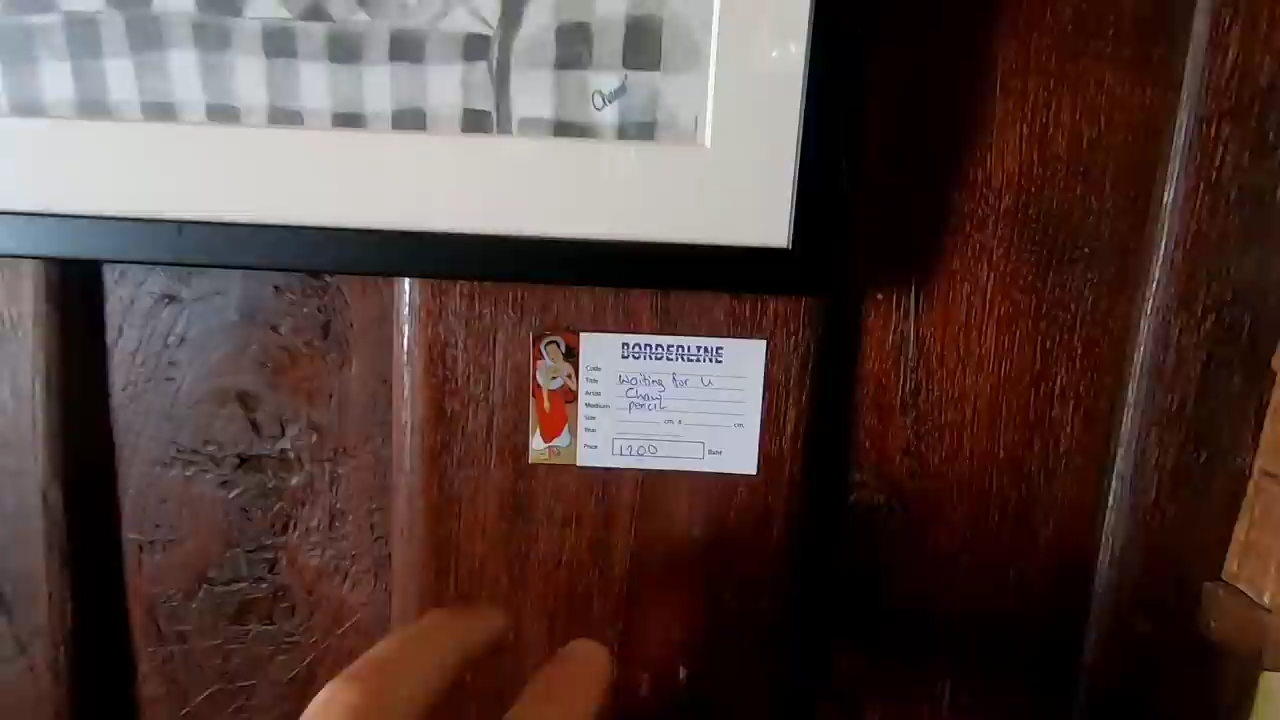 BORDERLINE
Code
Title Waiting for U
Artist Chaw
Medium pencil
Size cm. x cm.
Year
Price 1200 Baht